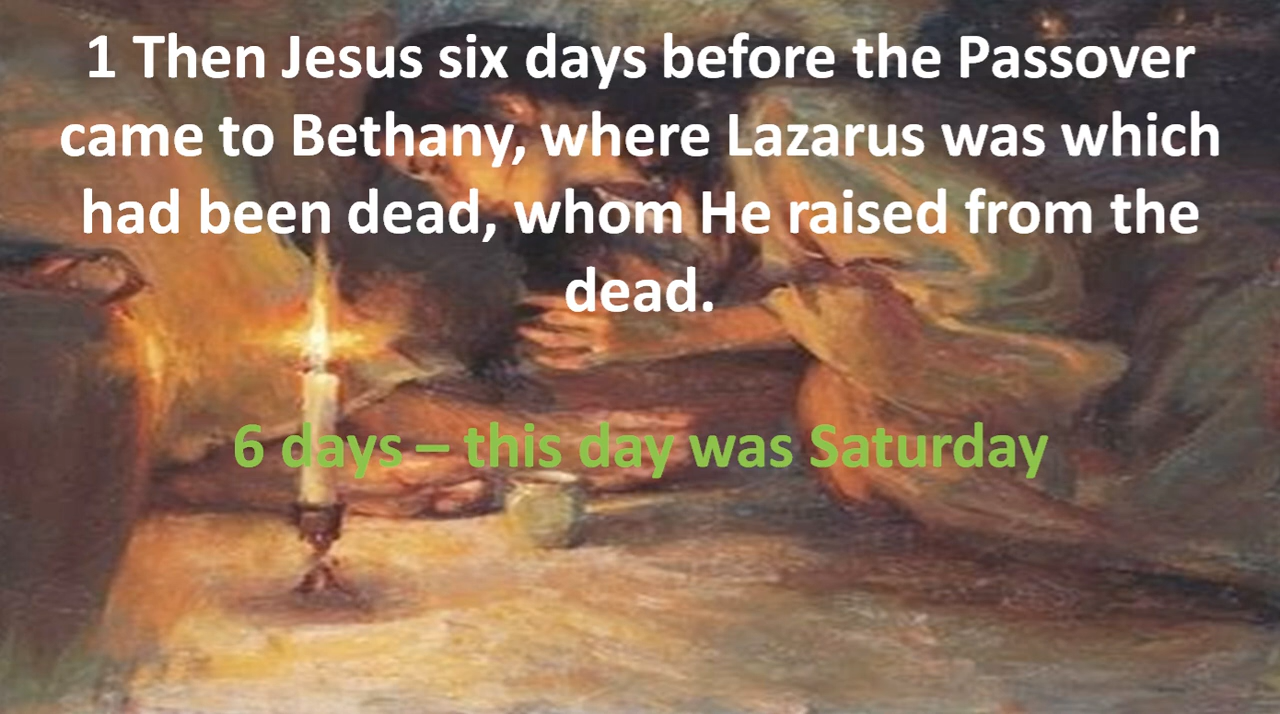 1 Then Jesus six days before the Passover
came to Bethany, where Lazarus was which
had been dead, whom He raised from the
dead.
6 days – this day was Saturday